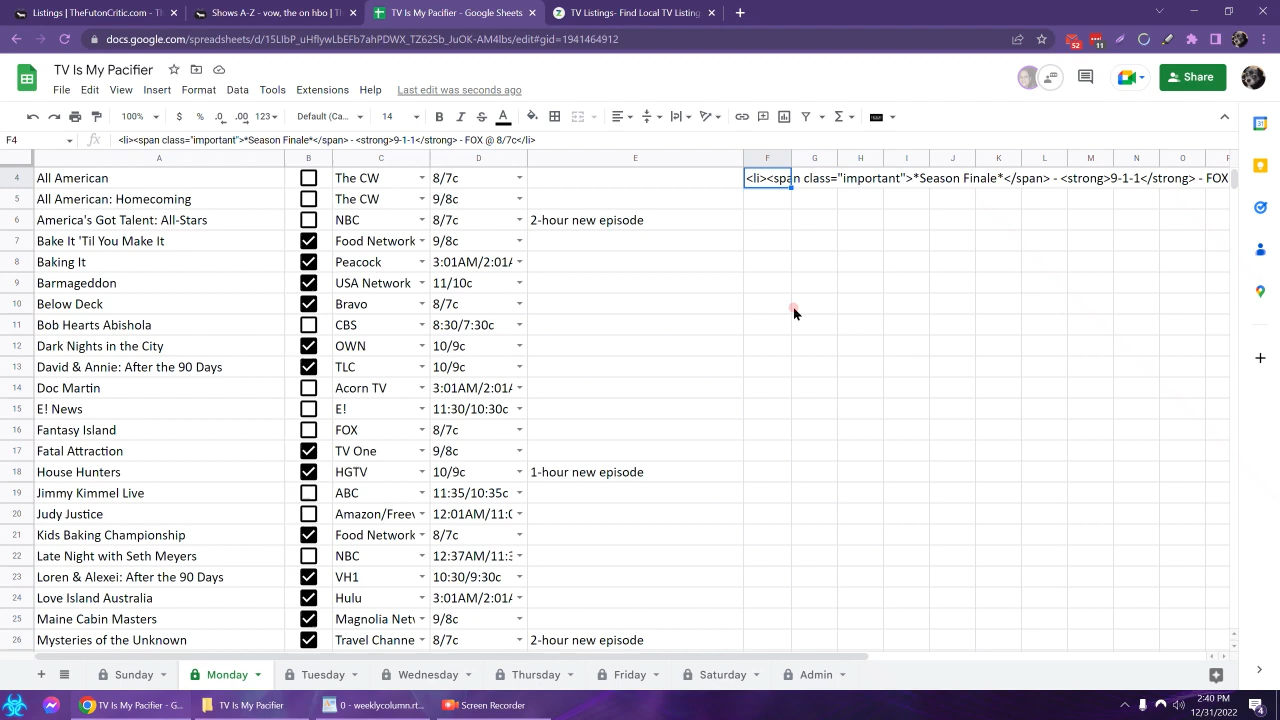 Listings | TheFutonCritic.com - Th
Shows A-Z - vow, the on hbo | Th
TV Is My Pacifier - Google Sheets
TV Listings- Find Local TV Listing
docs.google.com/spreadsheets/d/15LlbP_uHflywLbEFb7ahPDWX_TZ62Sb_JuOK-AM4lbs/edit#gid=1941464912
52
11
TV Is My Pacifier
File Edit View Insert Format Data Tools Extensions Help Last edit was seconds ago
Share
100% $ % .0 .00 123 Default (Ca... 14 B I S A
F4 fx <li><span class="important">*Season Finale*</span> - <strong>9-1-1</strong> - FOX @ 8/7c</li>
A B C D E F G H I J K L M N O
4 All American The CW 8/7c <li><span class="important">*Season Finale*</span> - <strong>9-1-1</strong> - FOX
5 All American: Homecoming The CW 9/8c
6 America's Got Talent: All-Stars NBC 8/7c 2-hour new episode
7 Bake It 'Til You Make It Food Network 9/8c
8 Baking It Peacock 3:01AM/2:01A
9 Barmageddon USA Network 11/10c
10 Below Deck Bravo 8/7c
11 Bob Hearts Abishola CBS 8:30/7:30c
12 Dark Nights in the City OWN 10/9c
13 David & Annie: After the 90 Days TLC 10/9c
14 Doc Martin Acorn TV 3:01AM/2:01A
15 E! News E! 11:30/10:30c
16 Fantasy Island FOX 8/7c
17 Fatal Attraction TV One 9/8c
18 House Hunters HGTV 10/9c 1-hour new episode
19 Jimmy Kimmel Live ABC 11:35/10:35c
20 Judy Justice Amazon/Freev 12:01AM/11:0
21 Kids Baking Championship Food Network 8/7c
22 Late Night with Seth Meyers NBC 12:37AM/11:3
23 Loren & Alexei: After the 90 Days VH1 10:30/9:30c
24 Love Island Australia Hulu 3:01AM/2:01A
25 Maine Cabin Masters Magnolia Netv 9/8c
26 Mysteries of the Unknown Travel Channe 8/7c 2-hour new episode
Sunday Monday Tuesday Wednesday Thursday Friday Saturday Admin
TV Is My Pacifier - G... TV Is My Pacifier 0 - weeklycolumn.rt... Screen Recorder
2:40 PM
12/31/2022
4